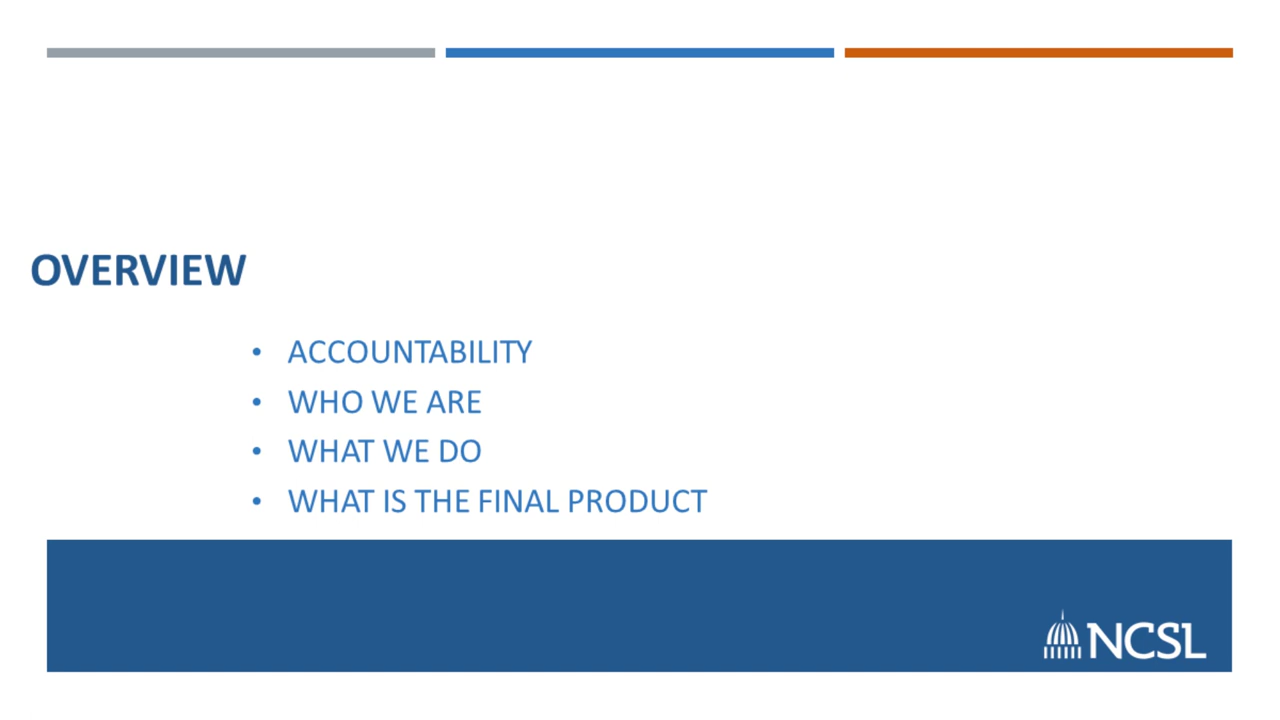 OVERVIEW
• ACCOUNTABILITY
• WHO WE ARE
• WHAT WE DO
• WHAT IS THE FINAL PRODUCT
NCSL